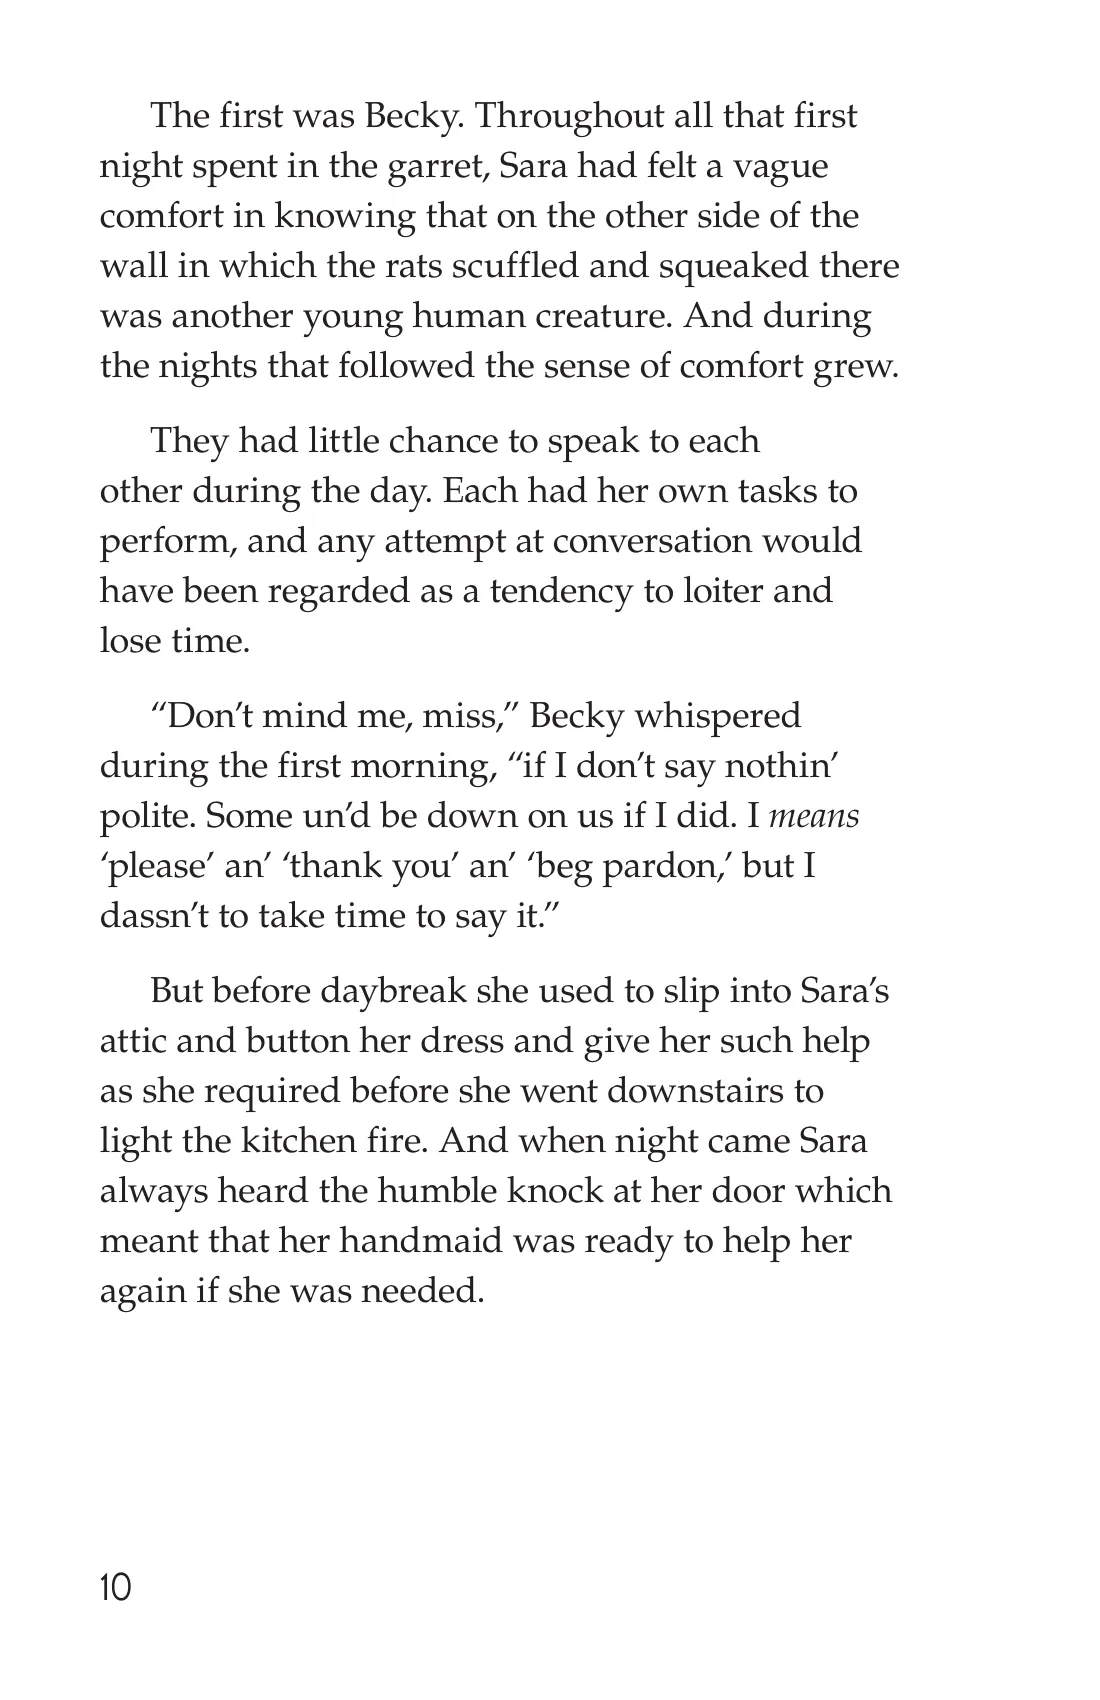 The first was Becky. Throughout all that first
night spent in the garret, Sara had felt a vague
comfort in knowing that on the other side of the
wall in which the rats scuffled and squeaked there
was another young human creature. And during
the nights that followed the sense of comfort grew.
They had little chance to speak to each
other during the day. Each had her own tasks to
perform, and any attempt at conversation would
have been regarded as a tendency to loiter and
lose time.
“Don’t mind me, miss,” Becky whispered
during the first morning, “if I don’t say nothin’
polite. Some un’d be down on us if I did. I means
‘please’ an’ ‘thank you’ an’ ‘beg pardon,’ but I
dassn’t to take time to say it.”
But before daybreak she used to slip into Sara’s
attic and button her dress and give her such help
as she required before she went downstairs to
light the kitchen fire. And when night came Sara
always heard the humble knock at her door which
meant that her handmaid was ready to help her
again if she was needed.
10